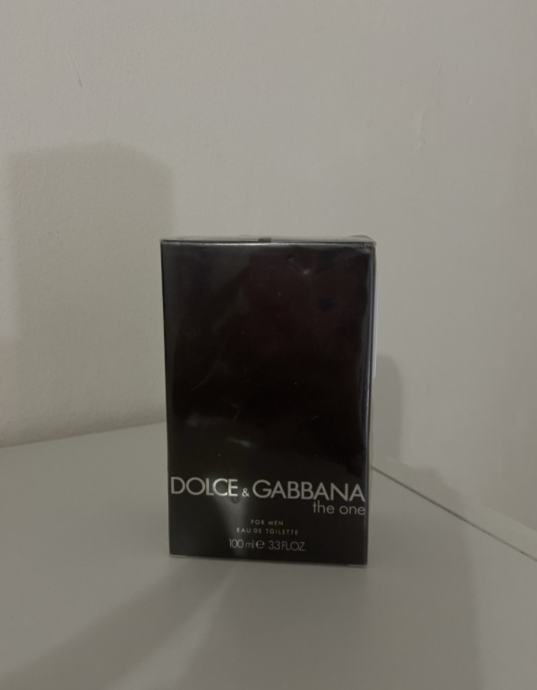 DOLCE & GABBANA
the one
FOR MEN
EAU DE TOILETTE
100 ml ℮ 3.3 FL.OZ.